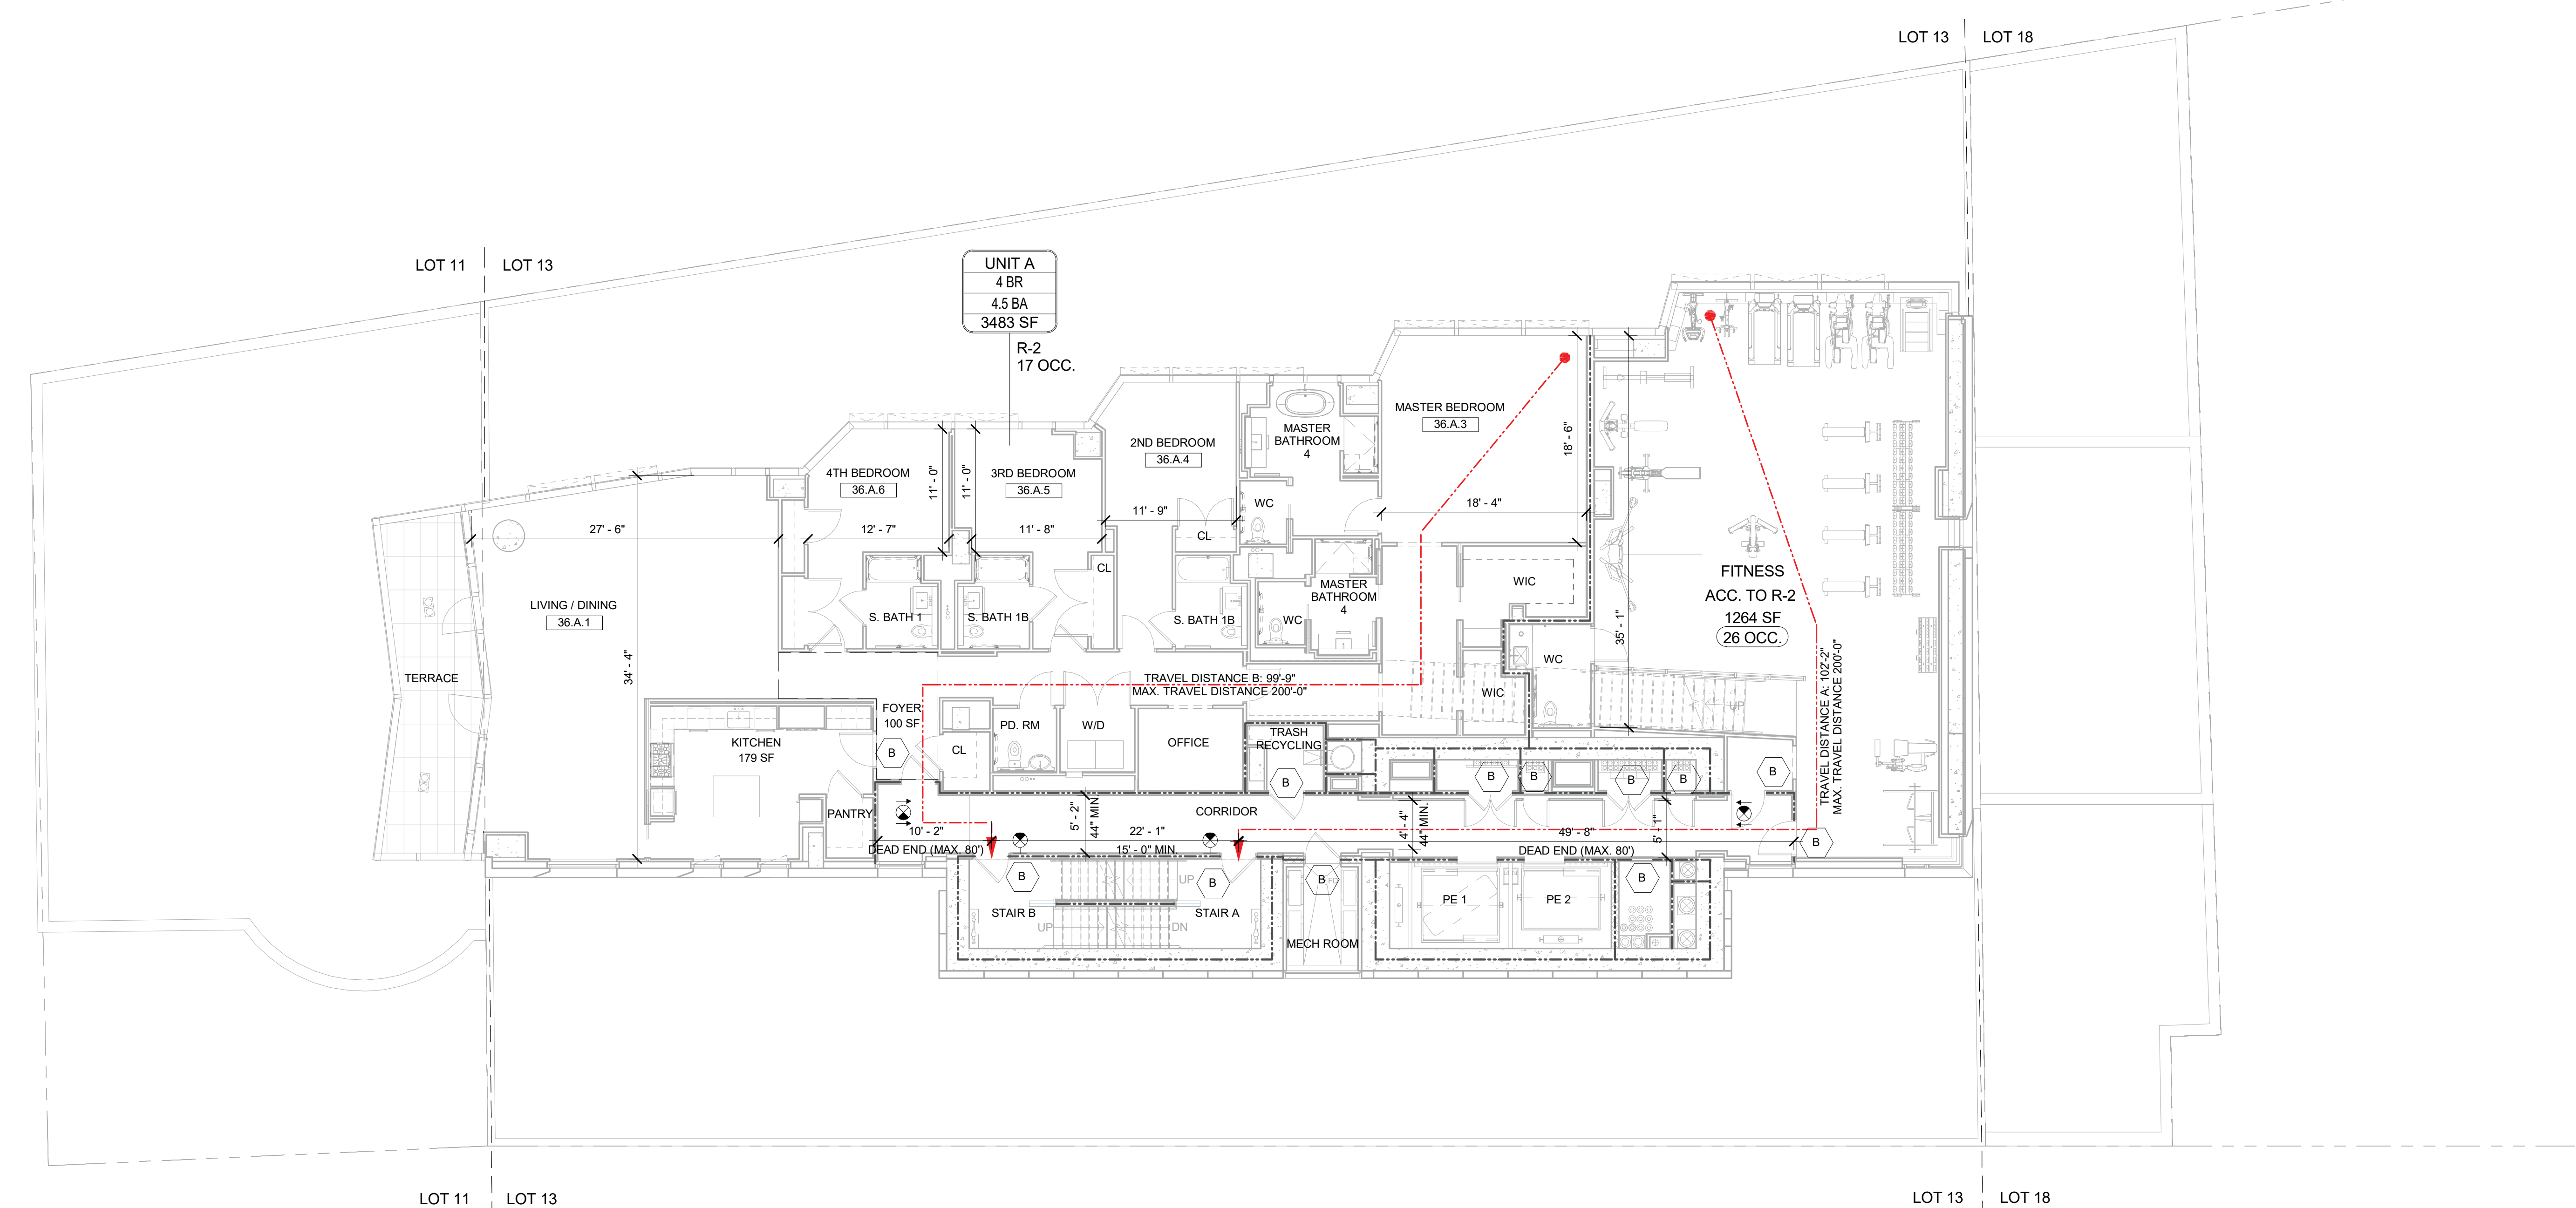 LOT 13
LOT 18
LOT 11
LOT 13
UNIT A
4 BR
4.5 BA
3483 SF
R-2
17 OCC.
MASTER BEDROOM
36.A.3
18' - 6"
18' - 4"
MASTER
BATHROOM
4
2ND BEDROOM
36.A.4
11' - 9"
CL
WC
4TH BEDROOM
36.A.6
11' - 0"
12' - 7"
11' - 0"
3RD BEDROOM
36.A.5
11' - 8"
CL
27' - 6"
LIVING / DINING
36.A.1
34' - 4"
TERRACE
S. BATH 1
S. BATH 1B
S. BATH 1B
MASTER
BATHROOM
4
WC
WIC
WIC
WC
35' - 1"
FITNESS
ACC. TO R-2
1264 SF
26 OCC.
UP
TRAVEL DISTANCE A: 102'-2"
MAX. TRAVEL DISTANCE 200'-0"
TRAVEL DISTANCE B: 99'-9"
MAX. TRAVEL DISTANCE 200'-0"
FOYER
100 SF
B
CL
PD. RM
W/D
OFFICE
TRASH
RECYCLING
B
B
B
B
B
B
KITCHEN
179 SF
PANTRY
CORRIDOR
10' - 2"
DEAD END (MAX. 80')
5' - 2"
44" MIN.
22' - 1"
15' - 0" MIN.
4' - 4"
44" MIN.
49' - 8"
DEAD END (MAX. 80')
5' - 1"
B
B
B
B
B
UP
STAIR B
STAIR A
UP
DN
MECH ROOM
PE 1
PE 2
LOT 11
LOT 13
LOT 13
LOT 18